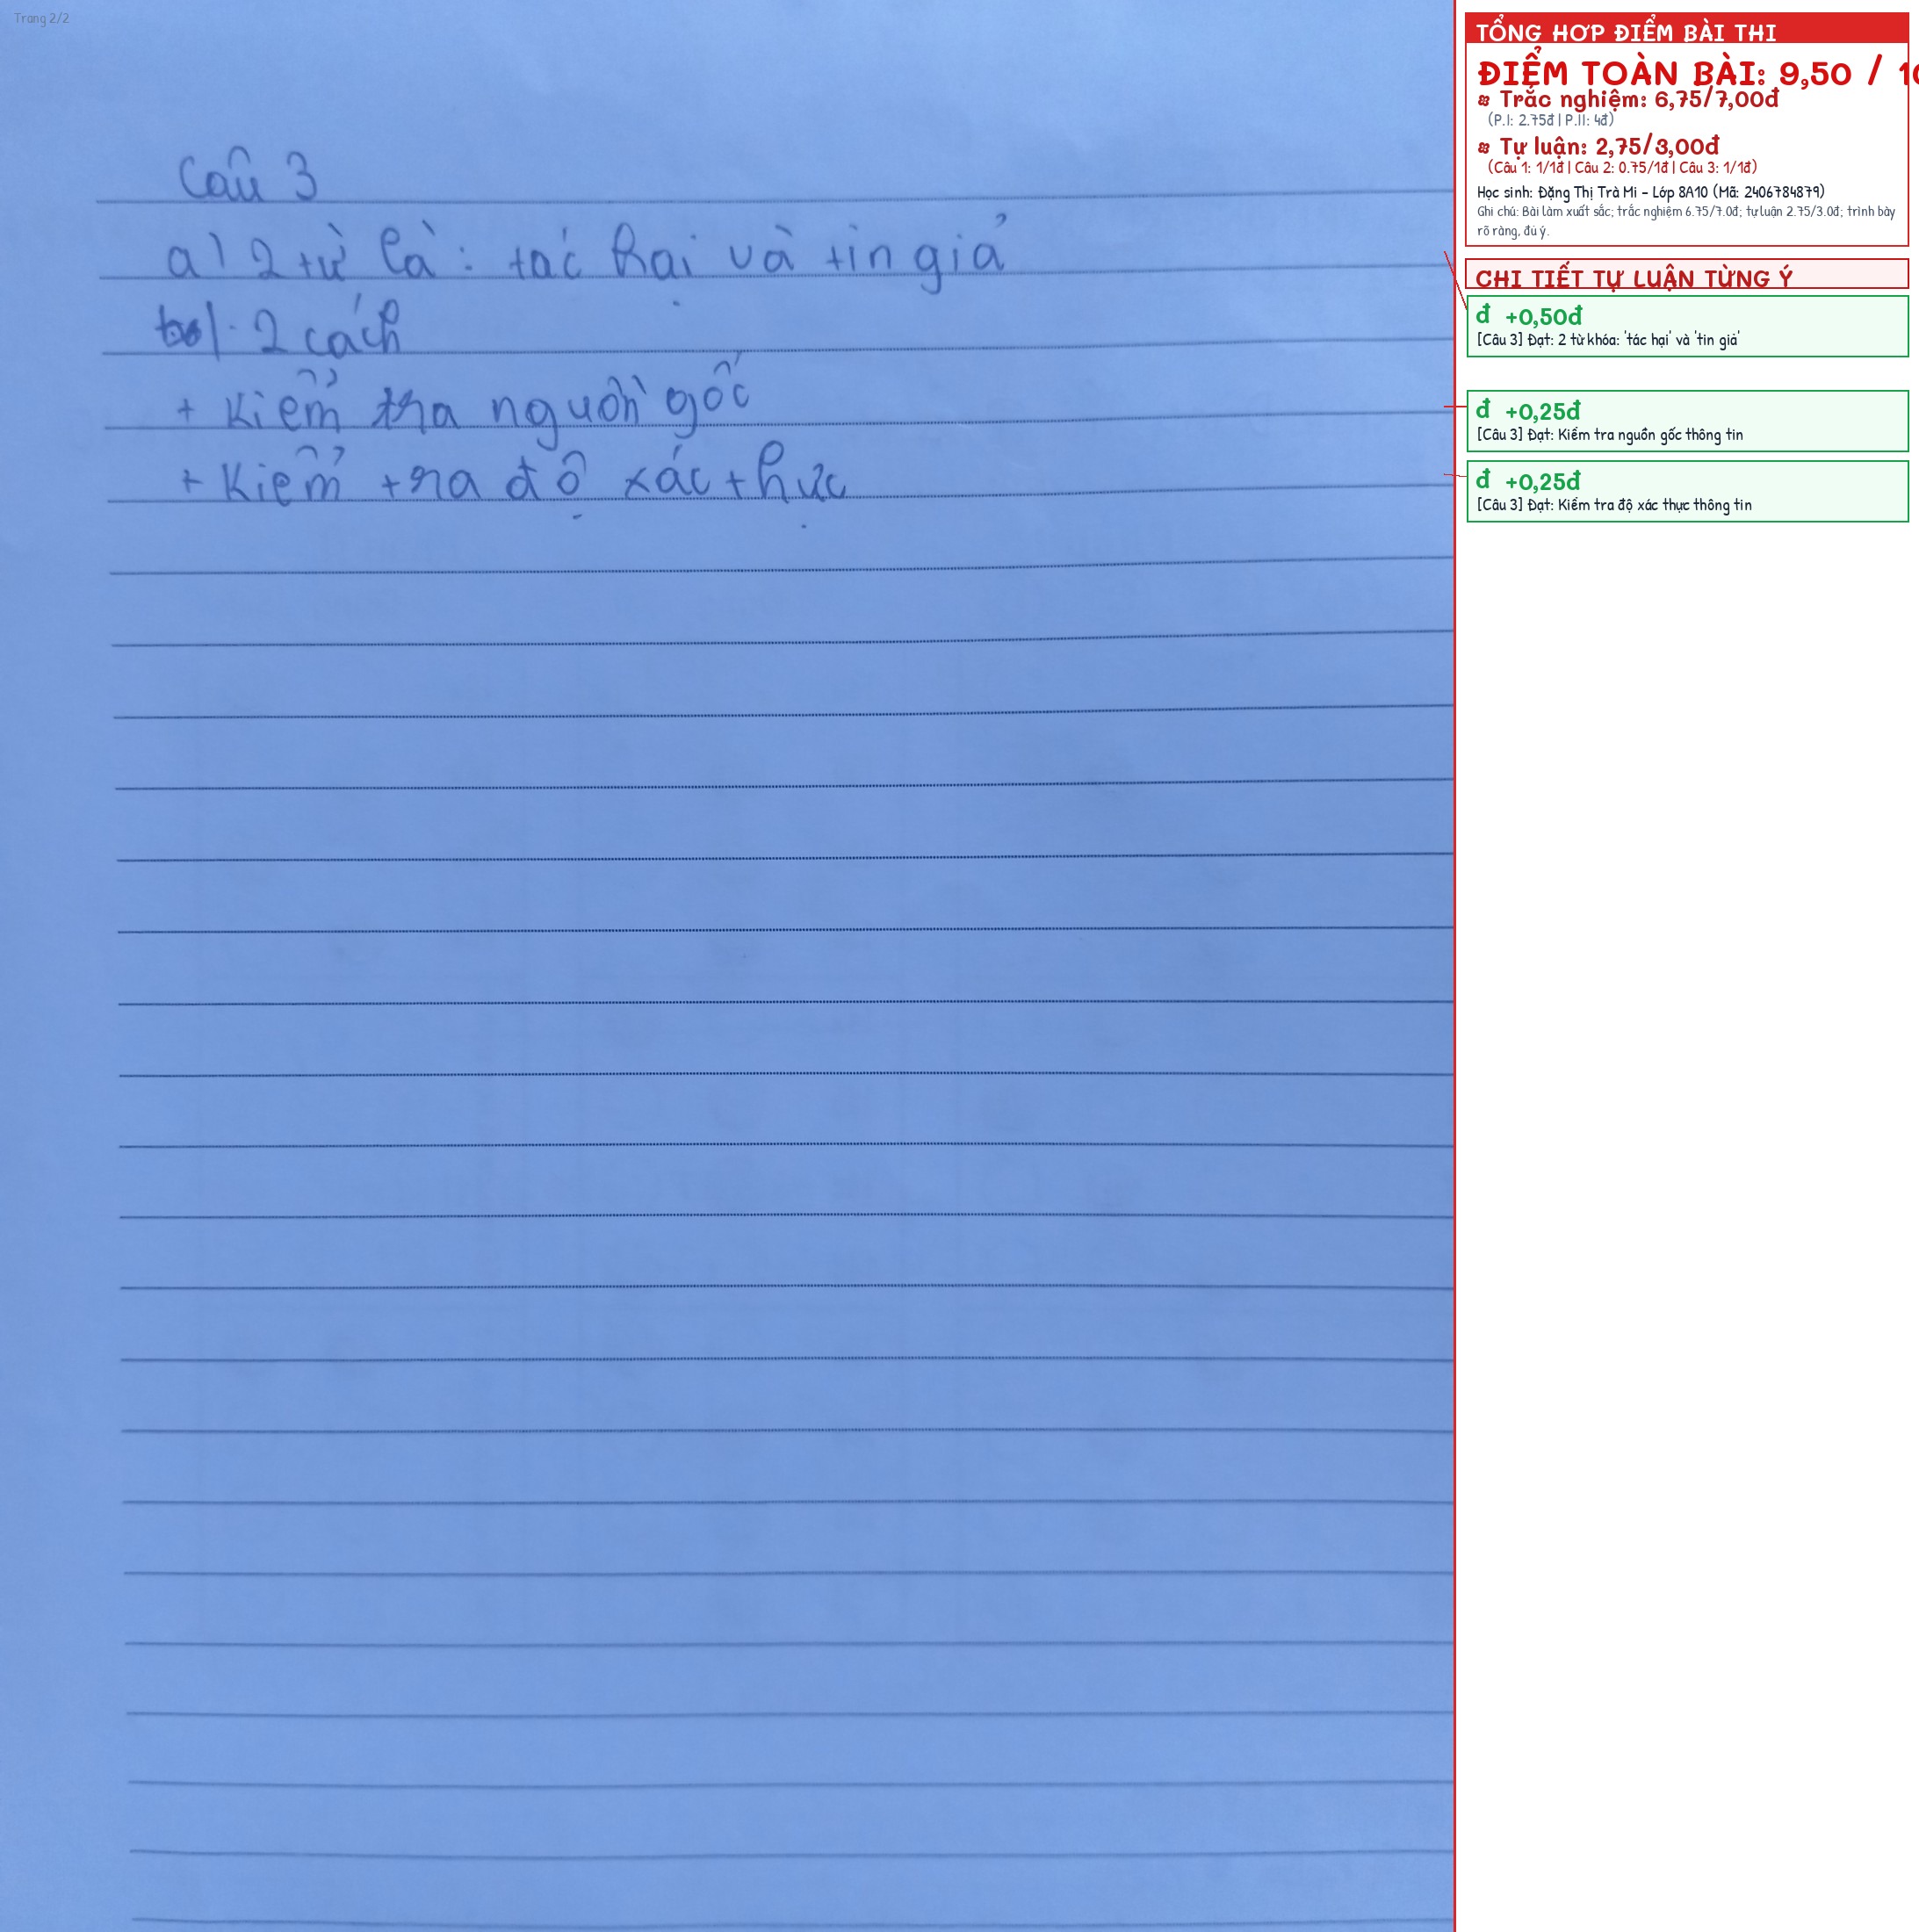 Trang 2/2
Câu 3
a) 2 từ là : tác hại và tin giả
b). 2 cách
+ Kiểm tra nguồn gốc
+ Kiểm tra độ xác thực
TỔNG HƠP ĐIỂM BÀI THI
ĐIỂM TOÀN BÀI: 9,50 / 10
Trắc nghiệm: 6,75/7,00đ
(P.I: 2.75đ | P.II: 4đ)
Tự luận: 2,75/3,00đ
(Câu 1: 1/1đ | Câu 2: 0.75/1đ | Câu 3: 1/1đ)
Học sinh: Đặng Thị Trà Mi - Lớp 8A10 (Mã: 2406784879)
Ghi chú: Bài làm xuất sắc; trắc nghiệm 6.75/7.0đ; tự luận 2.75/3.0đ; trình bày
rõ ràng, đủ ý.
CHI TIẾT TỰ LUẬN TỪNG Ý
đ +0,50đ
[Câu 3] Đạt: 2 từ khóa: 'tác hại' và 'tin giả'
đ +0,25đ
[Câu 3] Đạt: Kiểm tra nguồn gốc thông tin
đ +0,25đ
[Câu 3] Đạt: Kiểm tra độ xác thực thông tin